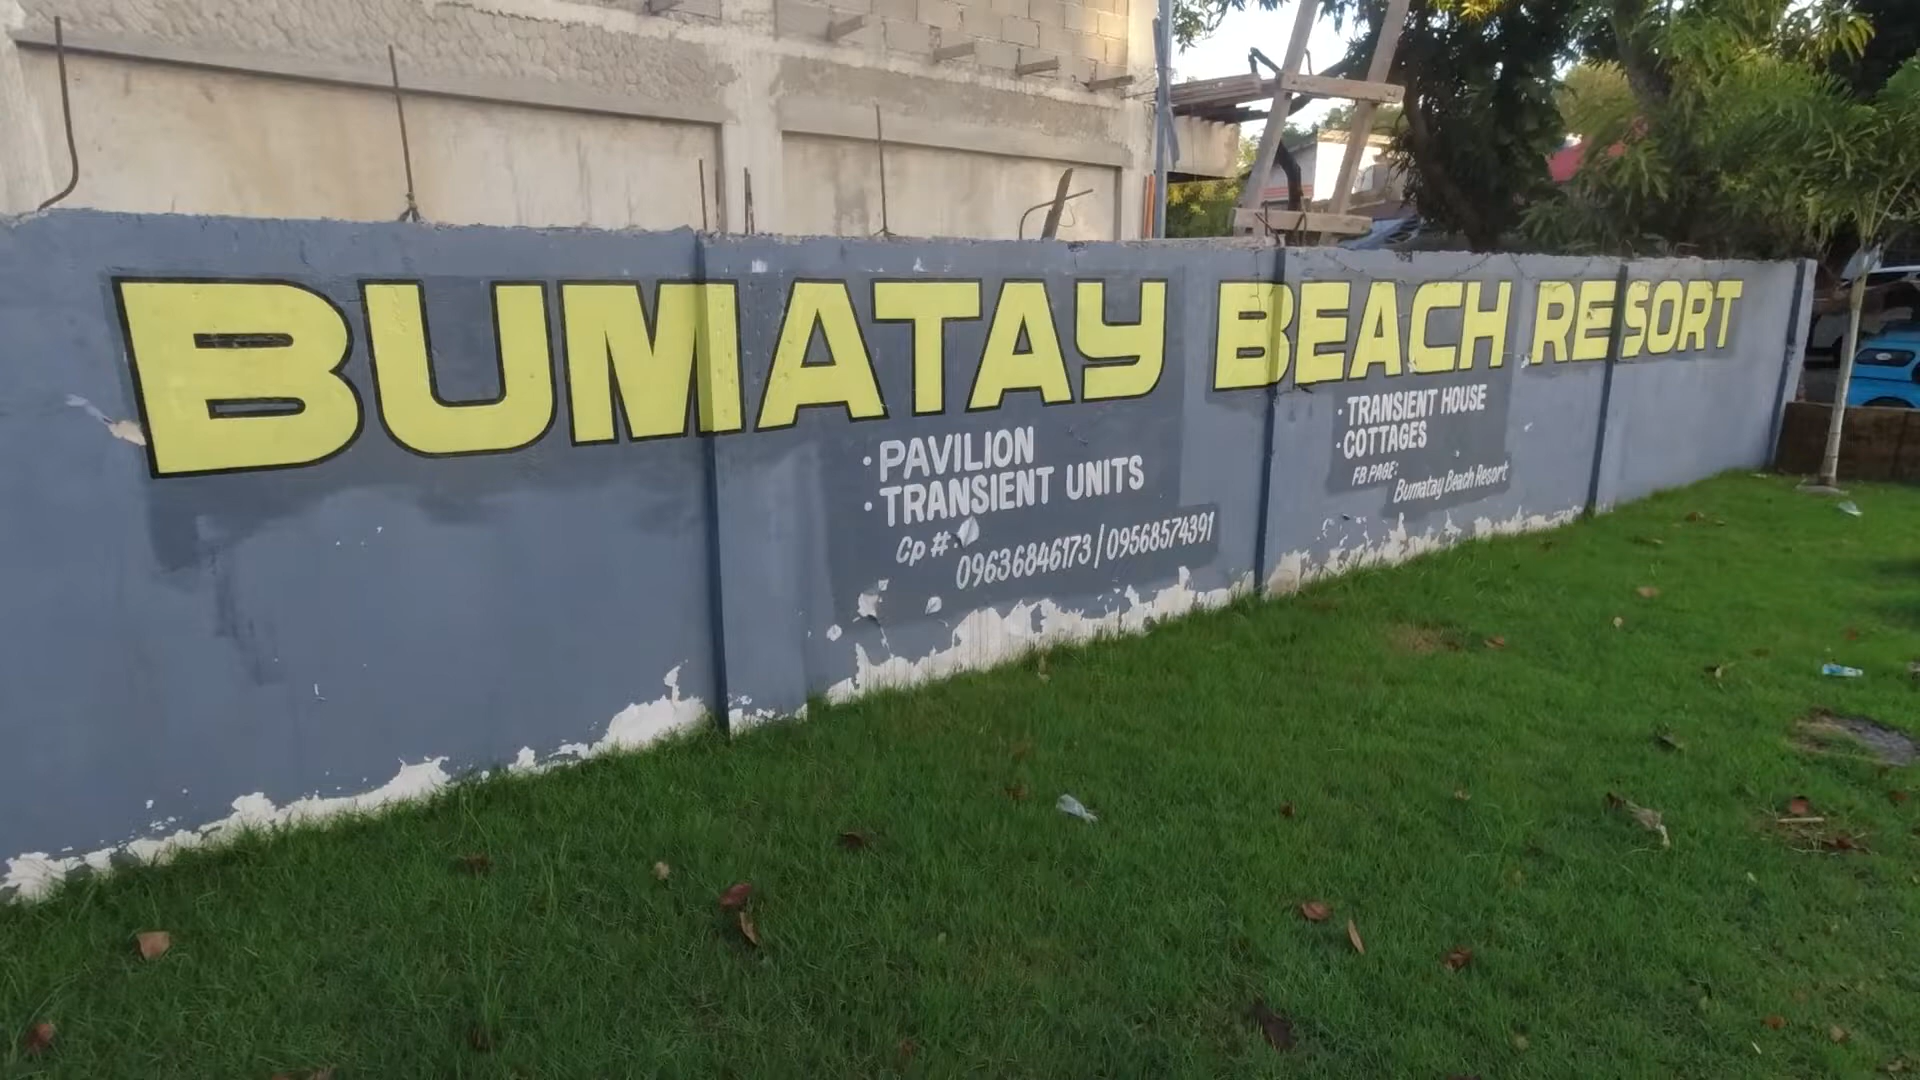 BUMATAY BEACH RESORT
· PAVILION
· TRANSIENT UNITS
Cp #:
09636846173 / 09568574391
· TRANSIENT HOUSE
· COTTAGES
FB PAGE:
Bumatay Beach Resort